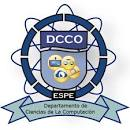 DCCO
ESPE
Departamento de
Ciencias de La Computación